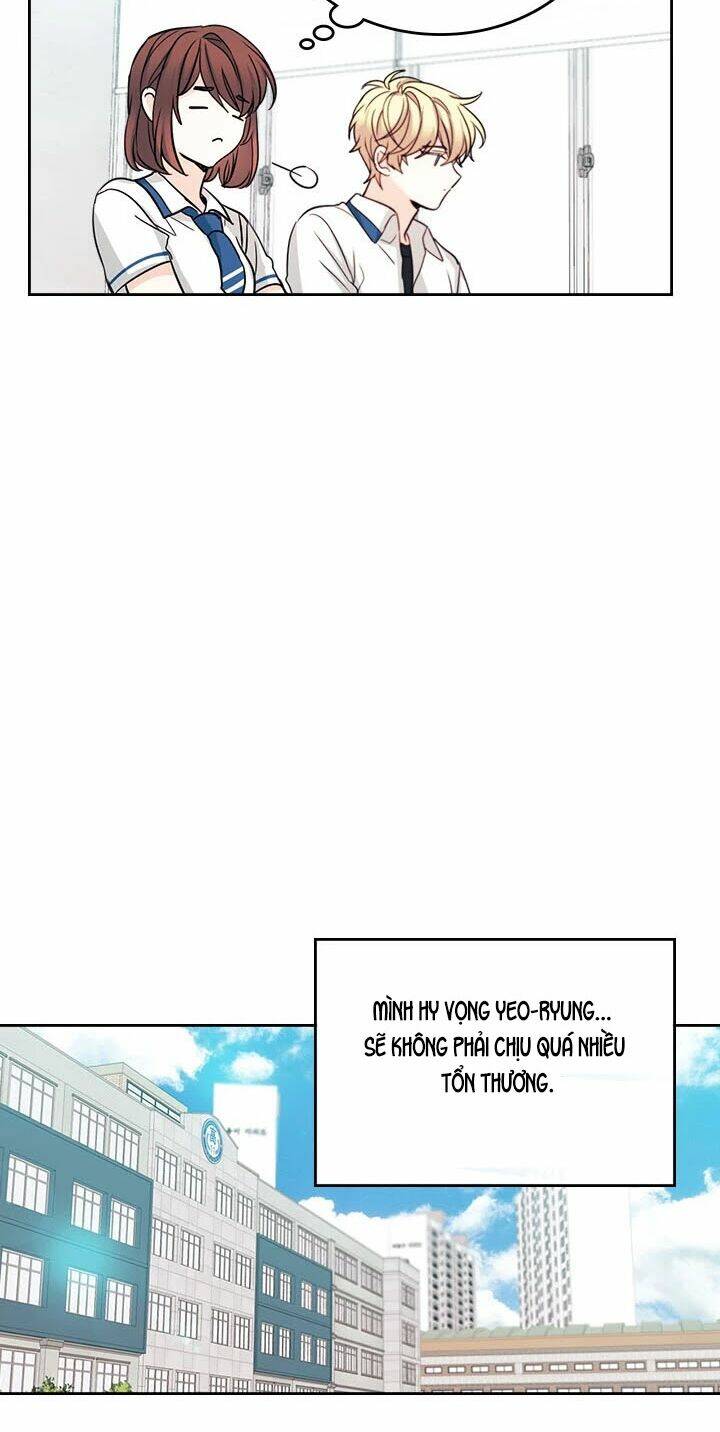 MÌNH HY VỌNG YEO-RYUNG...
SẼ KHÔNG PHẢI CHỊU QUÁ NHIỀU
TỔN THƯƠNG.